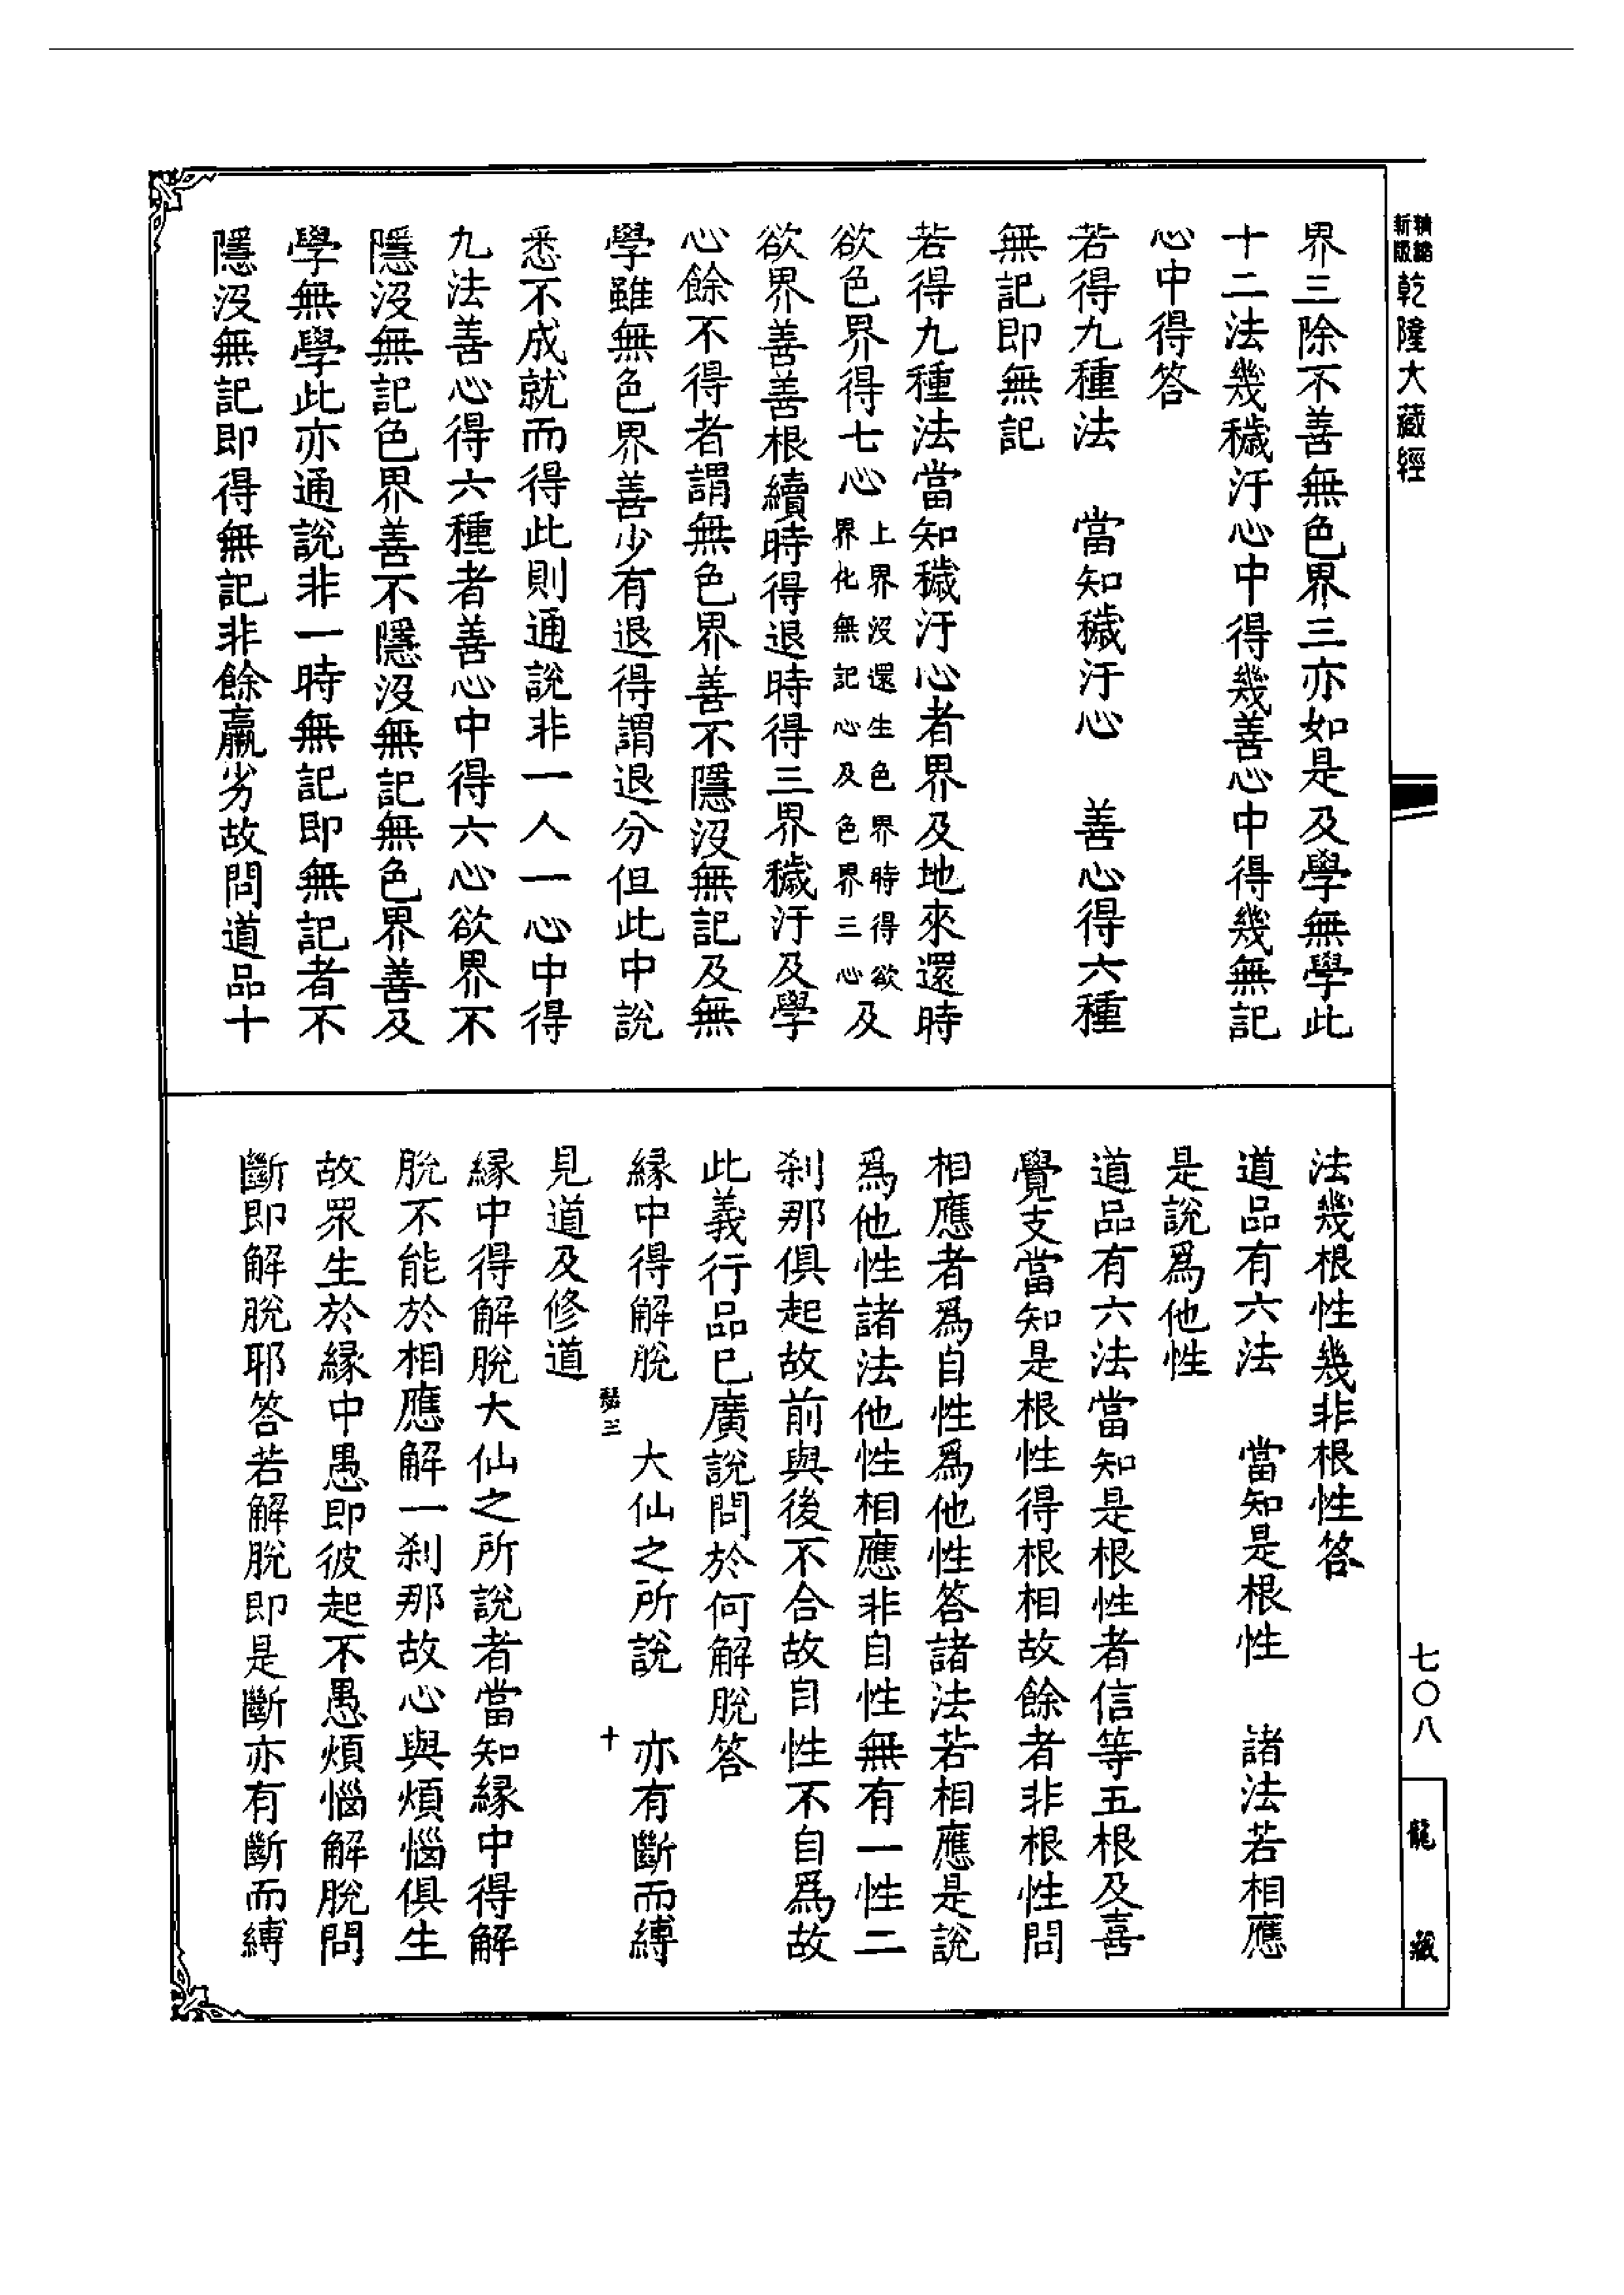 精縮新版乾隆大藏經
界三除不善無色界三亦如是及學無學此
十二法幾穢汙心中得幾善心中得幾無記
心中得答
若得九種法　當知穢汙心　善心得六種
無記即無記
若得九種法當知穢汙心者界及地來還時
欲色界得七心上界沒還生色界時得欲界化無記心及色界三心及
欲界善善根續時得退時得三界穢汙及學
心餘不得者謂無色界善不隱沒無記及無
學雖無色界善少有退得謂退分但此中說
悉不成就而得此則通說非一人一心中得
九法善心得六種者善心中得六心欲界不
隱沒無記色界善不隱沒無記無色界善及
學無學此亦通說非一時無記即無記者不
隱沒無記即得無記非餘羸劣故問道品十
法幾根性幾非根性答
道品有六法　當知是根性　諸法若相應
是說爲他性
道品有六法當知是根性者信等五根及喜
覺支當知是根性得根相故餘者非根性問
相應者爲自性爲他性答諸法若相應是說
爲他性諸法他性相應非自性無有一性二
刹那俱起故前與後不合故自性不自爲故
此義行品已廣說問於何解脫答
緣中得解脫　大仙之所說　亦有斷而縛
三　十
見道及修道
緣中得解脫大仙之所說者當知緣中得解
脫不能於相應解一刹那故心與煩惱俱生
故眾生於緣中愚即彼起不愚煩惱解脫問
斷即解脫耶答若解脫即是斷亦有斷而縛
七〇八
龍藏